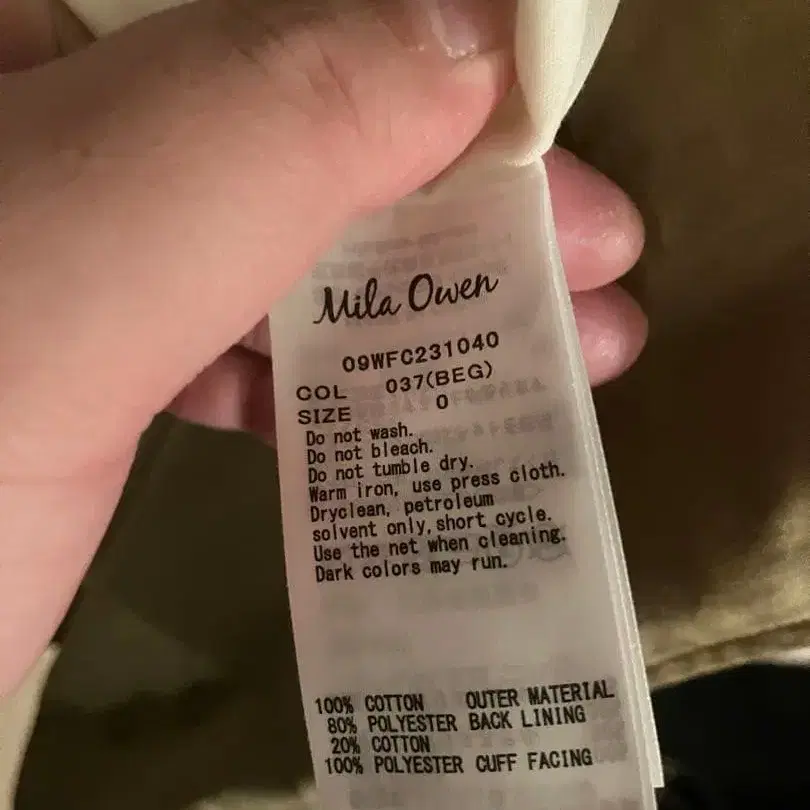 Mila Owen
09WFC231040
COL 037(BEG)
SIZE 0
Do not wash.
Do not bleach.
Do not tumble dry.
Warm iron, use press cloth.
Dryclean, petroleum
solvent only, short cycle.
Use the net when cleaning.
Dark colors may run.
100% COTTON OUTER MATERIAL
80% POLYESTER BACK LINING
20% COTTON
100% POLYESTER CUFF FACING